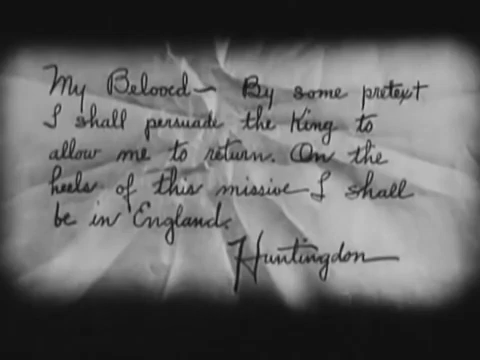 My Beloved— By some pretext
I shall persuade the King to
allow me to return. On the
heels of this missive I shall
be in England.
Huntingdon